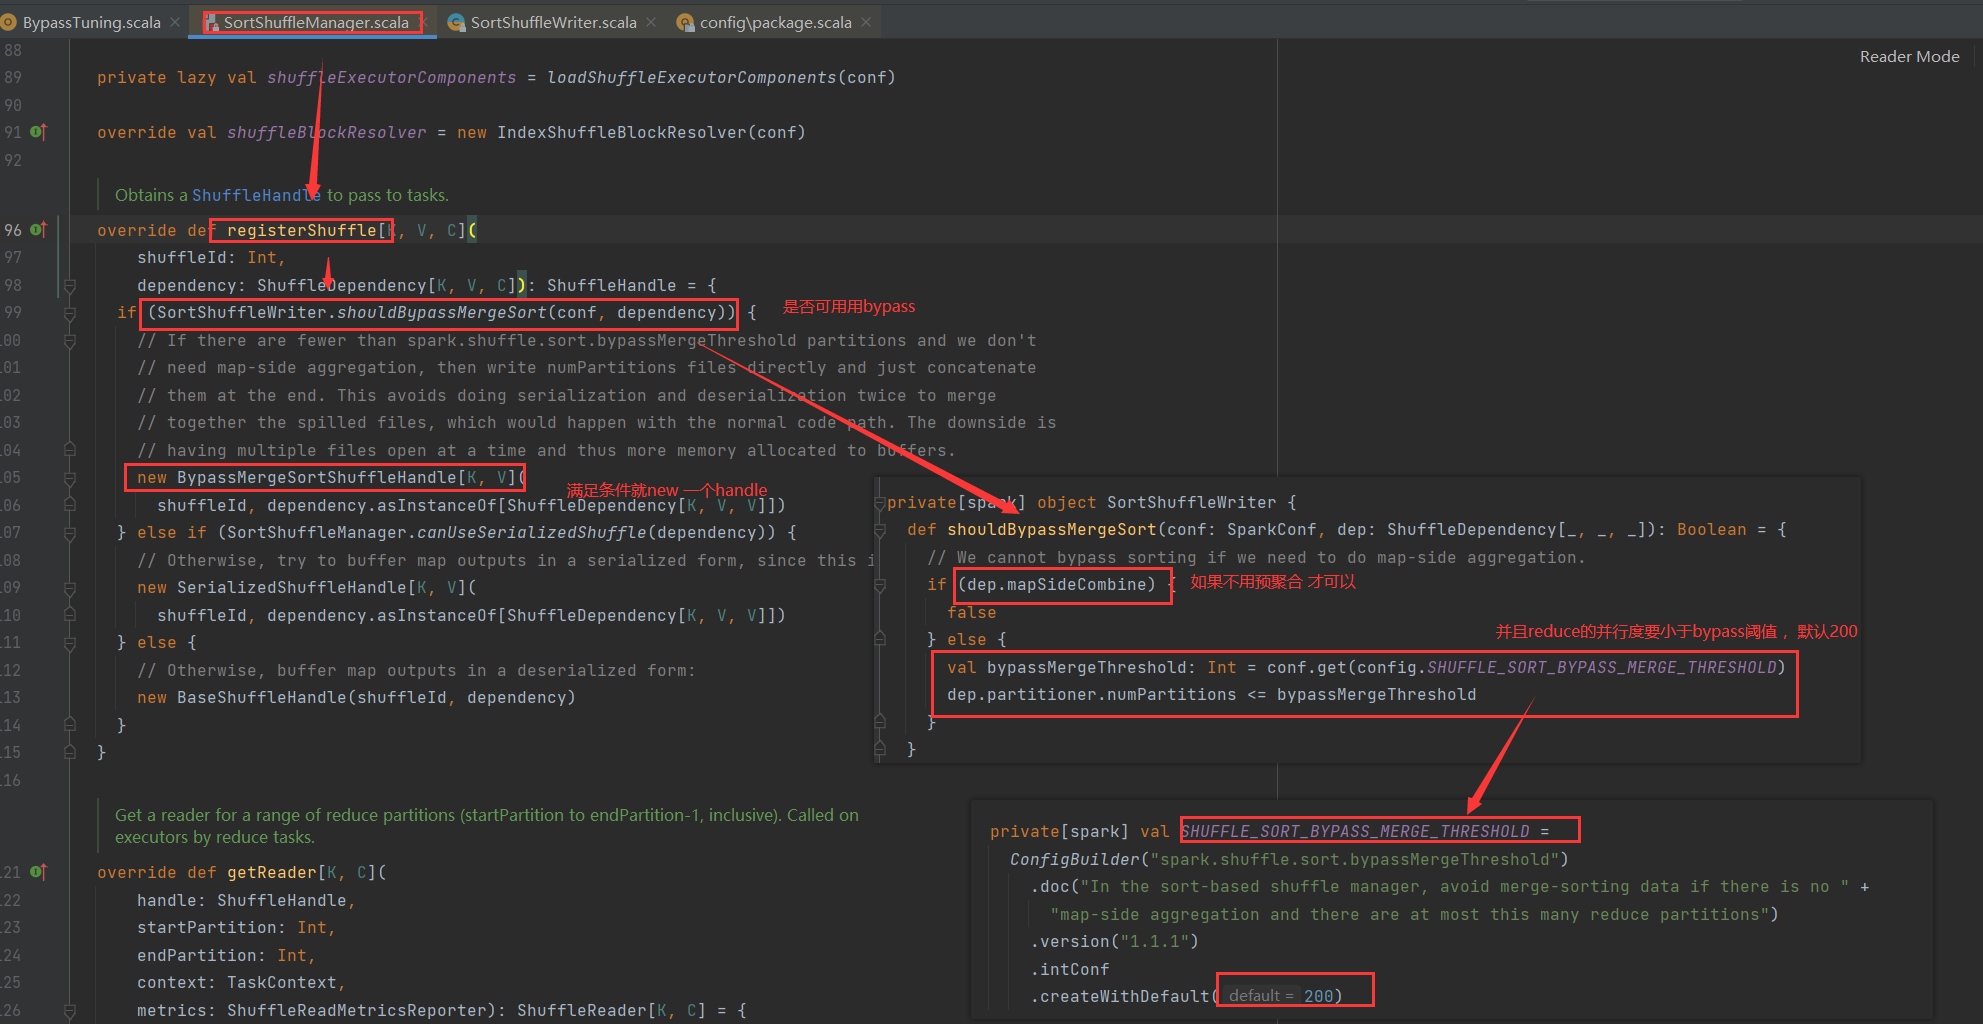 BypassTuning.scala
SortShuffleManager.scala
SortShuffleWriter.scala
config\package.scala
Reader Mode
88
89 private lazy val shuffleExecutorComponents = loadShuffleExecutorComponents(conf)
90
91 override val shuffleBlockResolver = new IndexShuffleBlockResolver(conf)
92
Obtains a ShuffleHandle to pass to tasks.
96 override def registerShuffle[K, V, C](
97 shuffleId: Int,
98 dependency: ShuffleDependency[K, V, C]): ShuffleHandle = {
99 if (SortShuffleWriter.shouldBypassMergeSort(conf, dependency)) {
是否可用用bypass
00 // If there are fewer than spark.shuffle.sort.bypassMergeThreshold partitions and we don't
01 // need map-side aggregation, then write numPartitions files directly and just concatenate
02 // them at the end. This avoids doing serialization and deserialization twice to merge
03 // together the spilled files, which would happen with the normal code path. The downside is
04 // having multiple files open at a time and thus more memory allocated to buffers.
05 new BypassMergeSortShuffleHandle[K, V](
满足条件就new 一个handle
06 shuffleId, dependency.asInstanceOf[ShuffleDependency[K, V, V]])
07 } else if (SortShuffleManager.canUseSerializedShuffle(dependency)) {
08 // Otherwise, try to buffer map outputs in a serialized form, since this i
09 new SerializedShuffleHandle[K, V](
10 shuffleId, dependency.asInstanceOf[ShuffleDependency[K, V, V]])
11 } else {
12 // Otherwise, buffer map outputs in a deserialized form:
13 new BaseShuffleHandle(shuffleId, dependency)
14 }
15 }
16
Get a reader for a range of reduce partitions (startPartition to endPartition-1, inclusive). Called on
executors by reduce tasks.
21 override def getReader[K, C](
22 handle: ShuffleHandle,
23 startPartition: Int,
24 endPartition: Int,
25 context: TaskContext,
26 metrics: ShuffleReadMetricsReporter): ShuffleReader[K, C] = {
private[spark] object SortShuffleWriter {
def shouldBypassMergeSort(conf: SparkConf, dep: ShuffleDependency[_, _, _]): Boolean = {
// We cannot bypass sorting if we need to do map-side aggregation.
if (dep.mapSideCombine) {
如果不用预聚合 才可以
false
} else {
并且reduce的并行度要小于bypass阈值，默认200
val bypassMergeThreshold: Int = conf.get(config.SHUFFLE_SORT_BYPASS_MERGE_THRESHOLD)
dep.partitioner.numPartitions <= bypassMergeThreshold
}
}
private[spark] val SHUFFLE_SORT_BYPASS_MERGE_THRESHOLD =
ConfigBuilder("spark.shuffle.sort.bypassMergeThreshold")
.doc("In the sort-based shuffle manager, avoid merge-sorting data if there is no " +
"map-side aggregation and there are at most this many reduce partitions")
.version("1.1.1")
.intConf
.createWithDefault( default = 200)